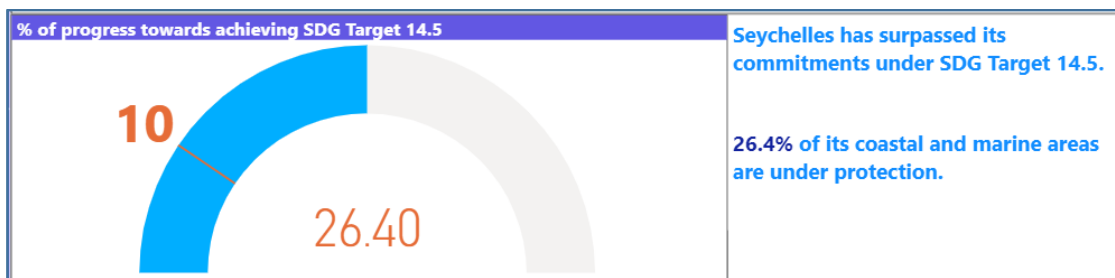 % of progress towards achieving SDG Target 14.5
10
26.40
Seychelles has surpassed its
commitments under SDG Target 14.5.
26.4% of its coastal and marine areas
are under protection.